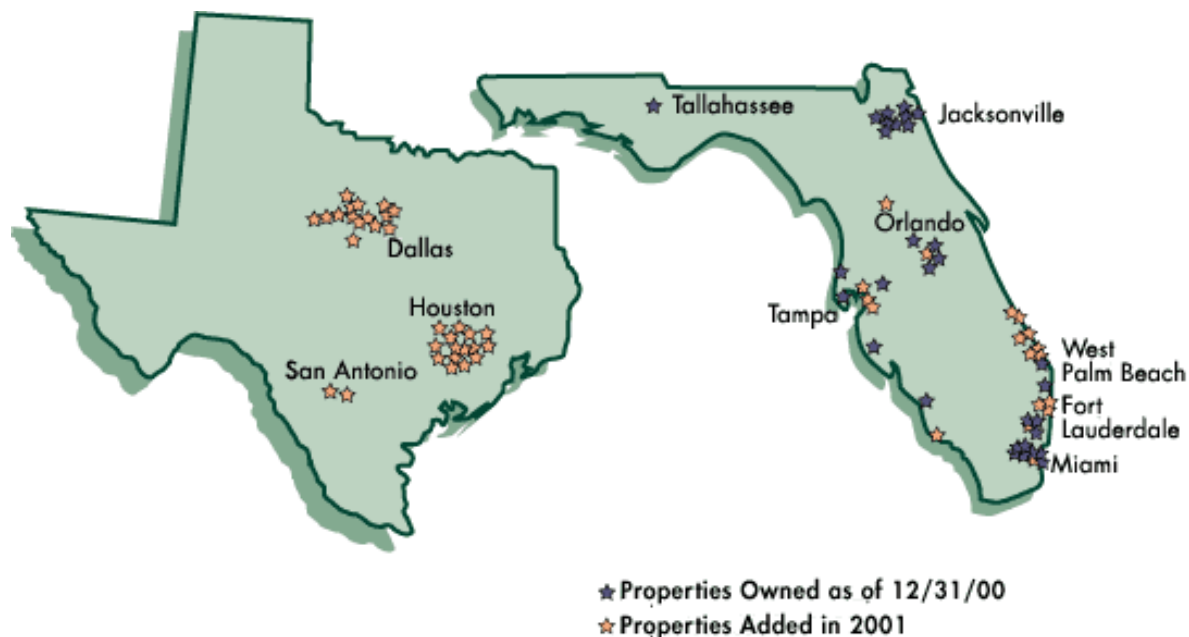 Tallahassee
Jacksonville
Orlando
Dallas
Houston
Tampa
San Antonio
West
Palm Beach
Fort
Lauderdale
Miami
Properties Owned as of 12/31/00
Properties Added in 2001